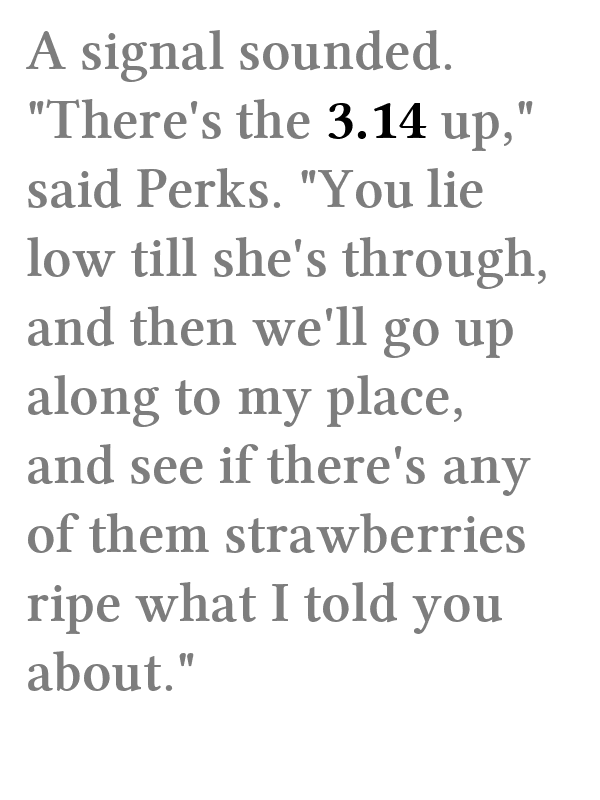 A signal sounded.
"There's the 3.14 up,"
said Perks. "You lie
low till she's through,
and then we'll go up
along to my place,
and see if there's any
of them strawberries
ripe what I told you
about."